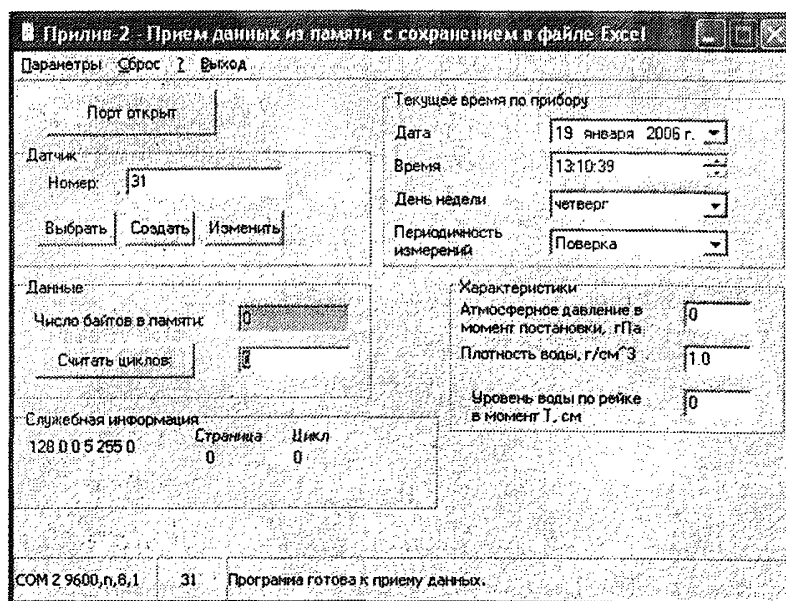 Прилив-2 - Прием данных из памяти с сохранением в файле Excel
Параметры Сброс ? Выход
Порт открыт
Датчик
Номер: 31
Выбрать Создать Изменить
Текущее время по прибору
Дата 19 января 2006 г.
Время 13:10:39
День недели четверг
Периодичность
измерений Поверка
Данные
Число байтов в памяти: 0
Считать циклов:
Характеристики
Атмосферное давление в
момент постановки, гПа 0
Плотность воды, г/см^3 1.0
Уровень воды по рейке
в момент Т, см 0
Служебная информация
128 0 0 5 255 0
Страница Цикл
0 0
COM 2 9600,n,8,1 31 Программа готова к приему данных.